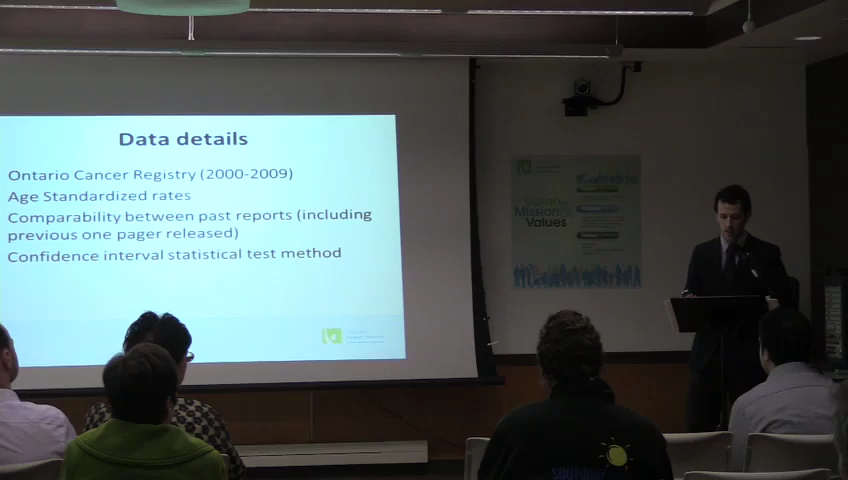 Data details
Ontario Cancer Registry (2000-2009)
Age Standardized rates
Comparability between past reports (including
previous one pager released)
Confidence interval statistical test method
Mission
Values